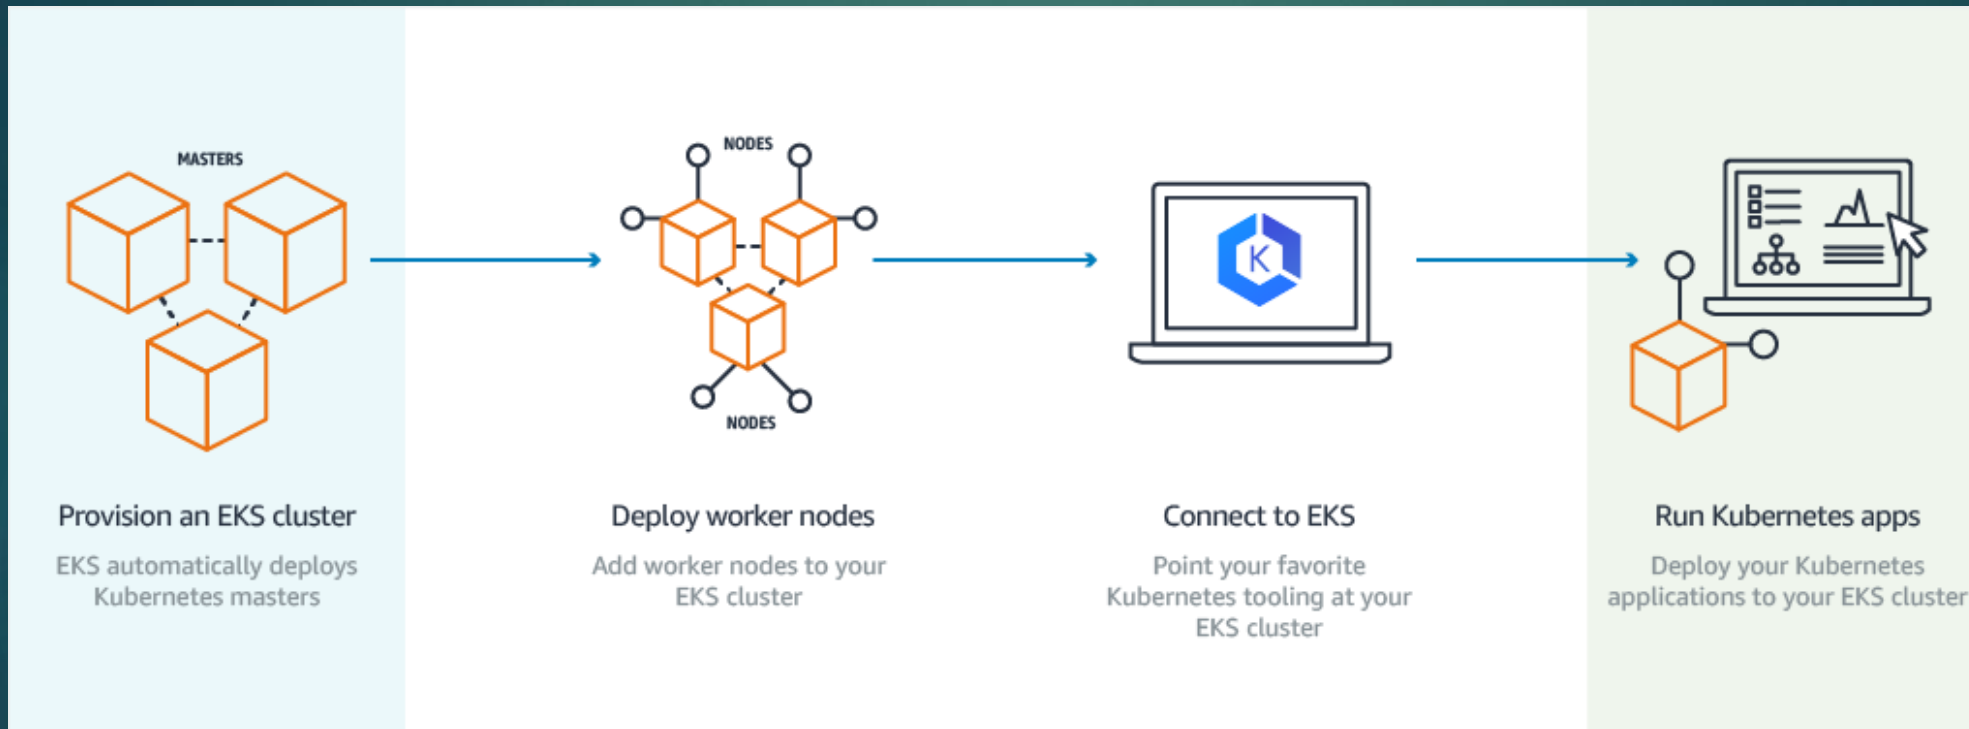 MASTERS
Provision an EKS cluster
EKS automatically deploys
Kubernetes masters
NODES
NODES
Deploy worker nodes
Add worker nodes to your
EKS cluster
K
Connect to EKS
Point your favorite
Kubernetes tooling at your
EKS cluster
Run Kubernetes apps
Deploy your Kubernetes
applications to your EKS cluster